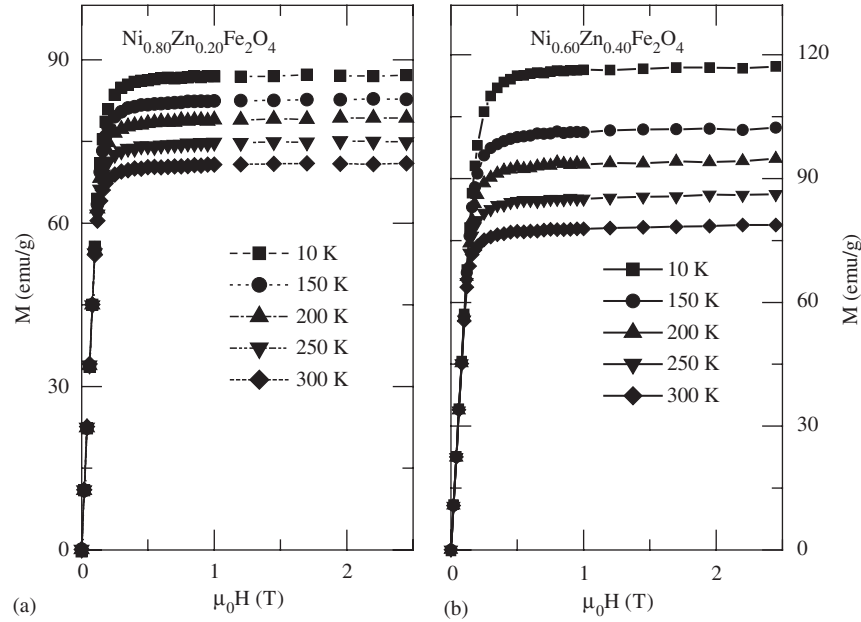 Ni0.80Zn0.20Fe2O4
M (emu/g)
90
60
30
0
10 K
150 K
200 K
250 K
300 K
0
1
2
μ0H (T)
(a)
Ni0.60Zn0.40Fe2O4
120
90
60
30
0
M (emu/g)
10 K
150 K
200 K
250 K
300 K
0
1
2
μ0H (T)
(b)